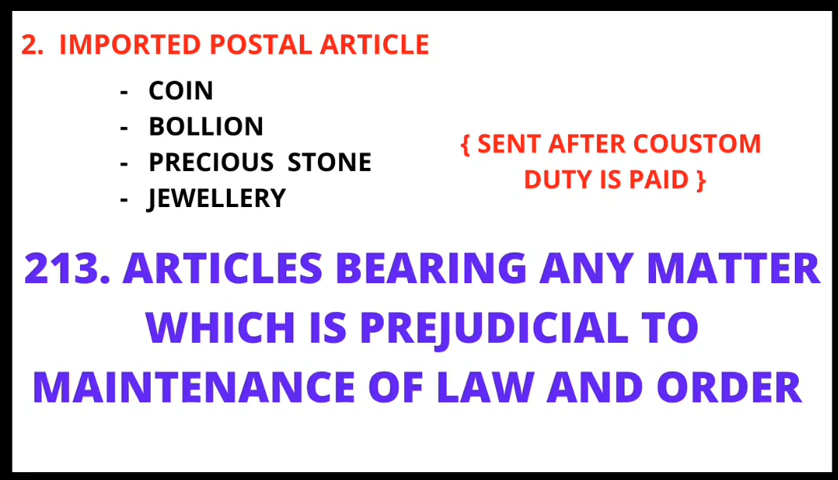 2. IMPORTED POSTAL ARTICLE
- COIN
- BOLLION
- PRECIOUS STONE
- JEWELLERY
{ SENT AFTER COUSTOM
DUTY IS PAID }
213. ARTICLES BEARING ANY MATTER
WHICH IS PREJUDICIAL TO
MAINTENANCE OF LAW AND ORDER